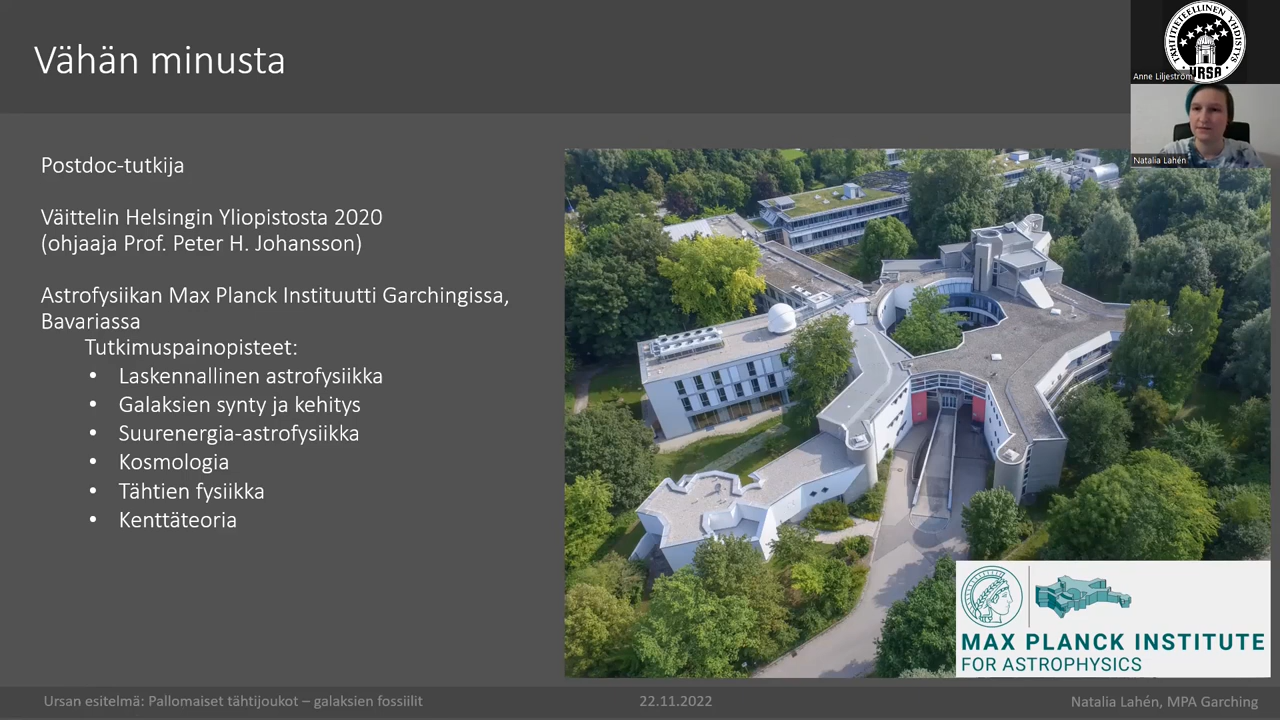 Vähän minusta
TÄHTITIETEELLINEN YHDISTYS
URSA
Anne Liljeström
Natalia Lahén
Postdoc-tutkija
Väittelin Helsingin Yliopistosta 2020
(ohjaaja Prof. Peter H. Johansson)
Astrofysiikan Max Planck Instituutti Garchingissa,
Bavariassa
Tutkimuspainopisteet:
• Laskennallinen astrofysiikka
• Galaksien synty ja kehitys
• Suurenergia-astrofysiikka
• Kosmologia
• Tähtien fysiikka
• Kenttäteoria
MAX PLANCK INSTITUTE
FOR ASTROPHYSICS
Ursan esitelmä: Pallomaiset tähtijoukot – galaksien fossiilit
22.11.2022
Natalia Lahén, MPA Garching